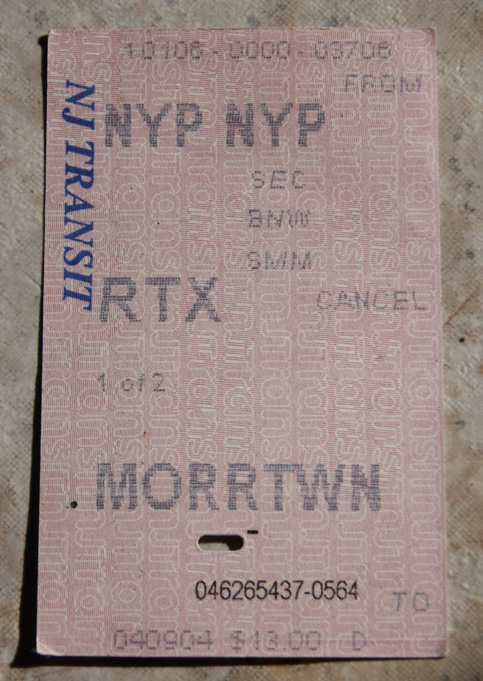 10106-0000-03706
FROM
NJ TRANSIT
NYP NYP
SEC
BNW
SMM
RTX CANCEL
1 of 2
MORRTWN
046265437-0564
TO
040904 $13.00 D